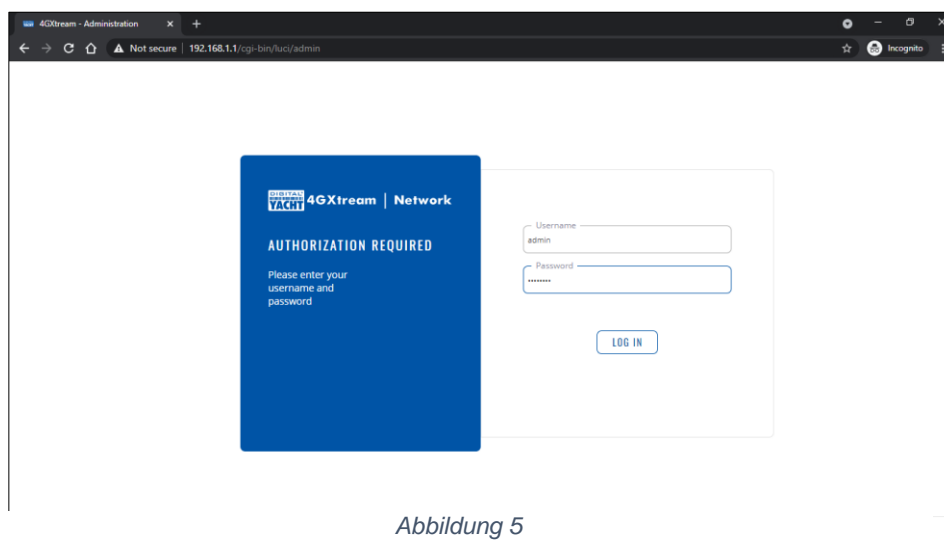 4GXtream - Administration
Not secure | 192.168.1.1/cgi-bin/luci/admin
Incognito
DIGITAL YACHT 4GXtream | Network
AUTHORIZATION REQUIRED
Please enter your
username and
password
Username
admin
Password
••••••••
LOG IN
Abbildung 5